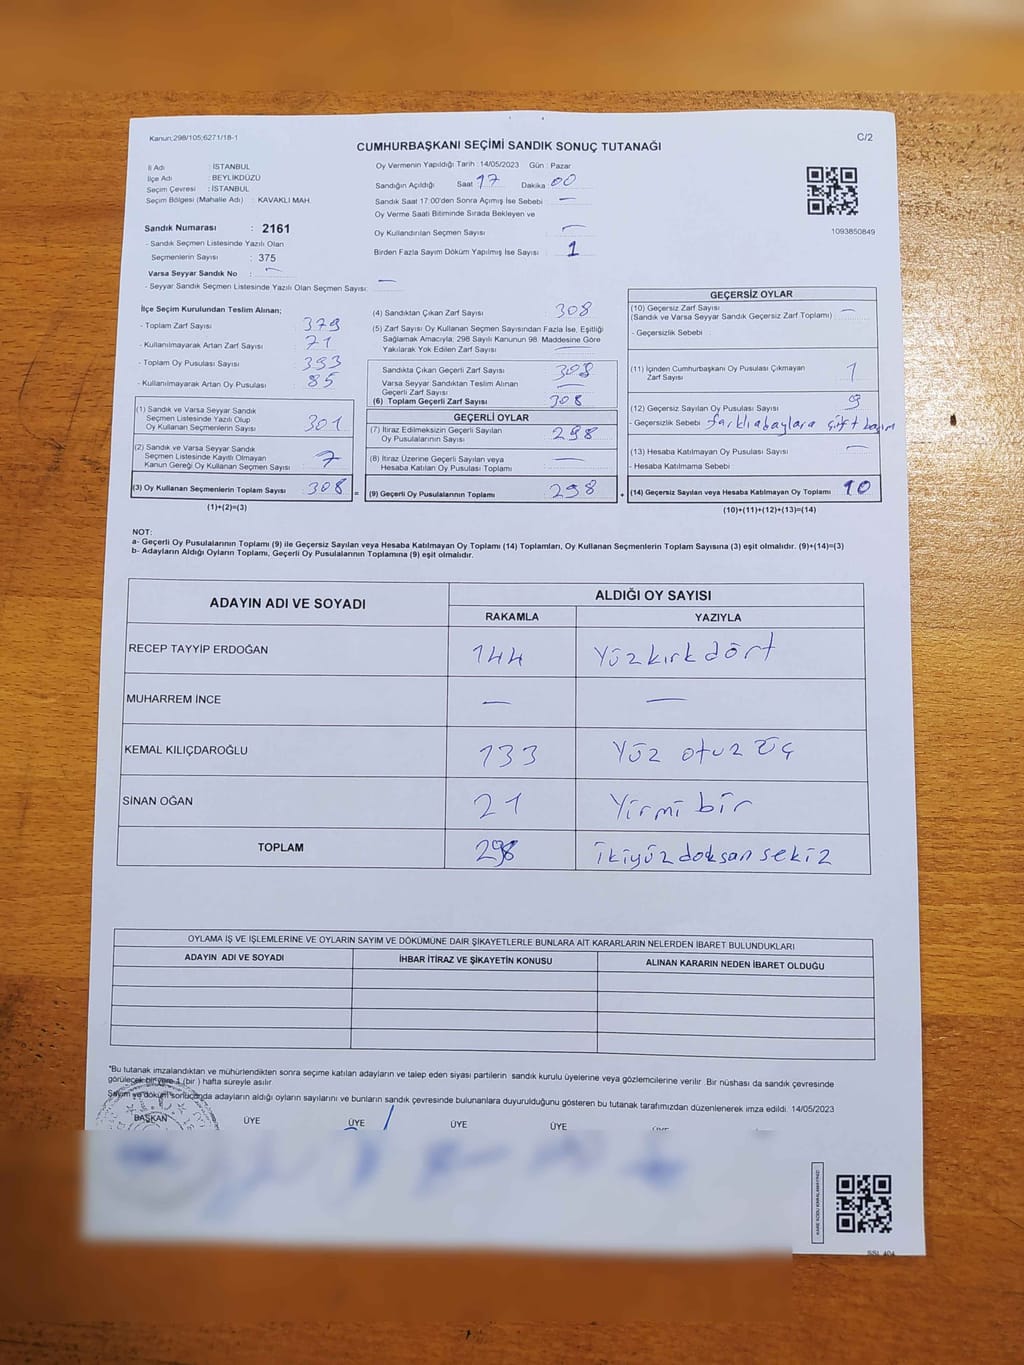 Kanun:298/105;6271/18-1
C/2
CUMHURBAŞKANI SEÇİMİ SANDIK SONUÇ TUTANAĞI
İl Adı : İSTANBUL
İlçe Adı : BEYLİKDÜZÜ
Seçim Çevresi : İSTANBUL
Seçim Bölgesi (Mahalle Adı) : KAVAKLI MAH.
Sandık Numarası : 2161
- Sandık Seçmen Listesinde Yazılı Olan
Seçmenlerin Sayısı : 375
Varsa Seyyar Sandık No : —
- Seyyar Sandık Seçmen Listesinde Yazılı Olan Seçmen Sayısı: —
Oy Vermenin Yapıldığı Tarih : 14/05/2023 Gün : Pazar
Sandığın Açıldığı Saat 17 Dakika 00
Sandık Saat 17:00'den Sonra Açımış İse Sebebi : —
Oy Verme Saati Bitiminde Sırada Bekleyen ve
Oy Kullandırılan Seçmen Sayısı : —
Birden Fazla Sayım Döküm Yapılmış İse Sayısı : 1
1093850849
İlçe Seçim Kurulundan Teslim Alınan;
- Toplam Zarf Sayısı : 379
- Kullanılmayarak Artan Zarf Sayısı : 71
- Toplam Oy Pusulası Sayısı : 393
- Kullanılmayarak Artan Oy Pusulası : 85
(1) Sandık ve Varsa Seyyar Sandık
Seçmen Listesinde Yazılı Olup
Oy Kullanan Seçmenlerin Sayısı : 301
(2) Sandık ve Varsa Seyyar Sandık
Seçmen Listesinde Kayıtlı Olmayan
Kanun Gereği Oy Kullanan Seçmen Sayısı : 7
(3) Oy Kullanan Seçmenlerin Toplam Sayısı : 308
(1)+(2)=(3)
(4) Sandıktan Çıkan Zarf Sayısı : 308
(5) Zarf Sayısı Oy Kullanan Seçmen Sayısından Fazla İse, Eşitliği
Sağlamak Amacıyla; 298 Sayılı Kanunun 98. Maddesine Göre
Yakılarak Yok Edilen Zarf Sayısı : —
Sandıkta Çıkan Geçerli Zarf Sayısı : 308
Varsa Seyyar Sandıktan Teslim Alınan
Geçerli Zarf Sayısı : —
(6) Toplam Geçerli Zarf Sayısı : 308
GEÇERLİ OYLAR
(7) İtiraz Edilmeksizin Geçerli Sayılan
Oy Pusulalarının Sayısı : 298
(8) İtiraz Üzerine Geçerli Sayılan veya
Hesaba Katılan Oy Pusulası Toplamı : —
=
(9) Geçerli Oy Pusulalarının Toplamı : 298
+
GEÇERSİZ OYLAR
(10) Geçersiz Zarf Sayısı : —
(Sandık ve Varsa Seyyar Sandık Geçersiz Zarf Toplamı)
- Geçersizlik Sebebi :
(11) İçinden Cumhurbaşkanı Oy Pusulası Çıkmayan
Zarf Sayısı : 1
(12) Geçersiz Sayılan Oy Pusulası Sayısı : 9
- Geçersizlik Sebebi : çift
(13) Hesaba Katılmayan Oy Pusulası Sayısı : —
- Hesaba Katılmama Sebebi :
(14) Geçersiz Sayılan veya Hesaba Katılmayan Oy Toplamı : 10
(10)+(11)+(12)+(13)=(14)
NOT:
a- Geçerli Oy Pusulalarının Toplamı (9) ile Geçersiz Sayılan veya Hesaba Katılmayan Oy Toplamı (14) Toplamları, Oy Kullanan Seçmenlerin Toplam Sayısına (3) eşit olmalıdır. (9)+(14)=(3)
b- Adayların Aldığı Oyların Toplamı, Geçerli Oy Pusulalarının Toplamına (9) eşit olmalıdır.
ADAYIN ADI VE SOYADI
ALDIĞI OY SAYISI
RAKAMLA YAZIYLA
RECEP TAYYİP ERDOĞAN 144 Yüzkırkdört
MUHARREM İNCE — —
KEMAL KILIÇDAROĞLU 133 Yüz otuz üç
SİNAN OĞAN 21 Yirmi bir
TOPLAM 298 ikiyüz doksan sekiz
OYLAMA İŞ VE İŞLEMLERİNE VE OYLARIN SAYIM VE DÖKÜMÜNE DAİR ŞİKAYETLERLE BUNLARA AİT KARARLARIN NELERDEN İBARET BULUNDUKLARI
ADAYIN ADI VE SOYADI İHBAR İTİRAZ VE ŞİKAYETİN KONUSU ALINAN KARARIN NEDEN İBARET OLDUĞU
*Bu tutanak imzalandıktan ve mühürlendikten sonra seçime katılan adayların ve talep eden siyasi partilerin sandık kurulu üyelerine veya gözlemcilerine verilir. Bir nüshası da sandık çevresinde
görülecek bir yere 1 (bir) hafta süreyle asılır.
Sayım ve döküm sonucunda adayların aldığı oyların sayılarını ve bunların sandık çevresinde bulunanlara duyurulduğunu gösteren bu tutanak tarafımızdan düzenlenerek imza edildi. 14/05/2023
BAŞKAN ÜYE ÜYE ÜYE ÜYE
KARE KODU KARALAMAYINIZ!